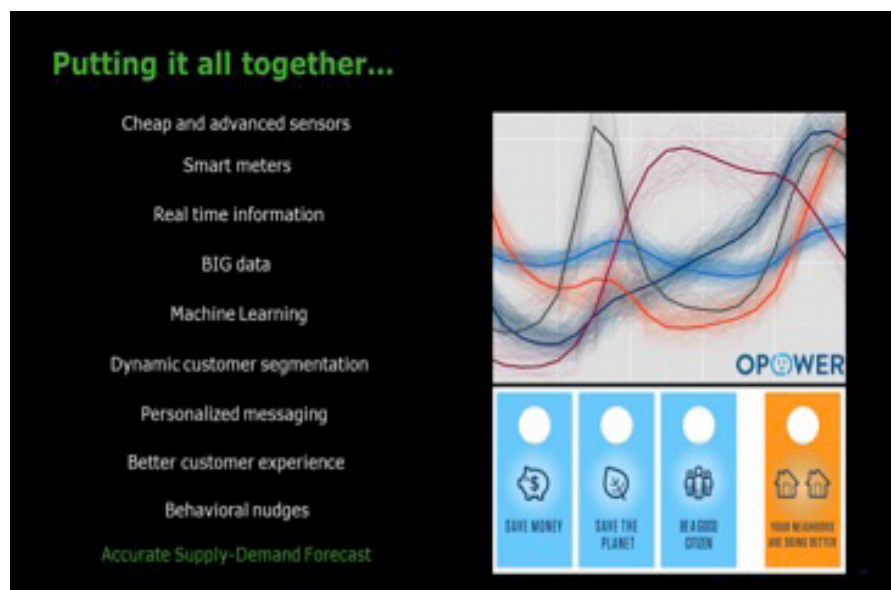 Putting it all together...
Cheap and advanced sensors
Smart meters
Real time information
BIG data
Machine Learning
Dynamic customer segmentation
Personalized messaging
Better customer experience
Behavioral nudges
Accurate Supply-Demand Forecast
OPOWER
SAVE MONEY
SAVE THE
PLANET
BE A GOOD
CITIZEN
YOUR NEIGHBORS
ARE DOING BETTER